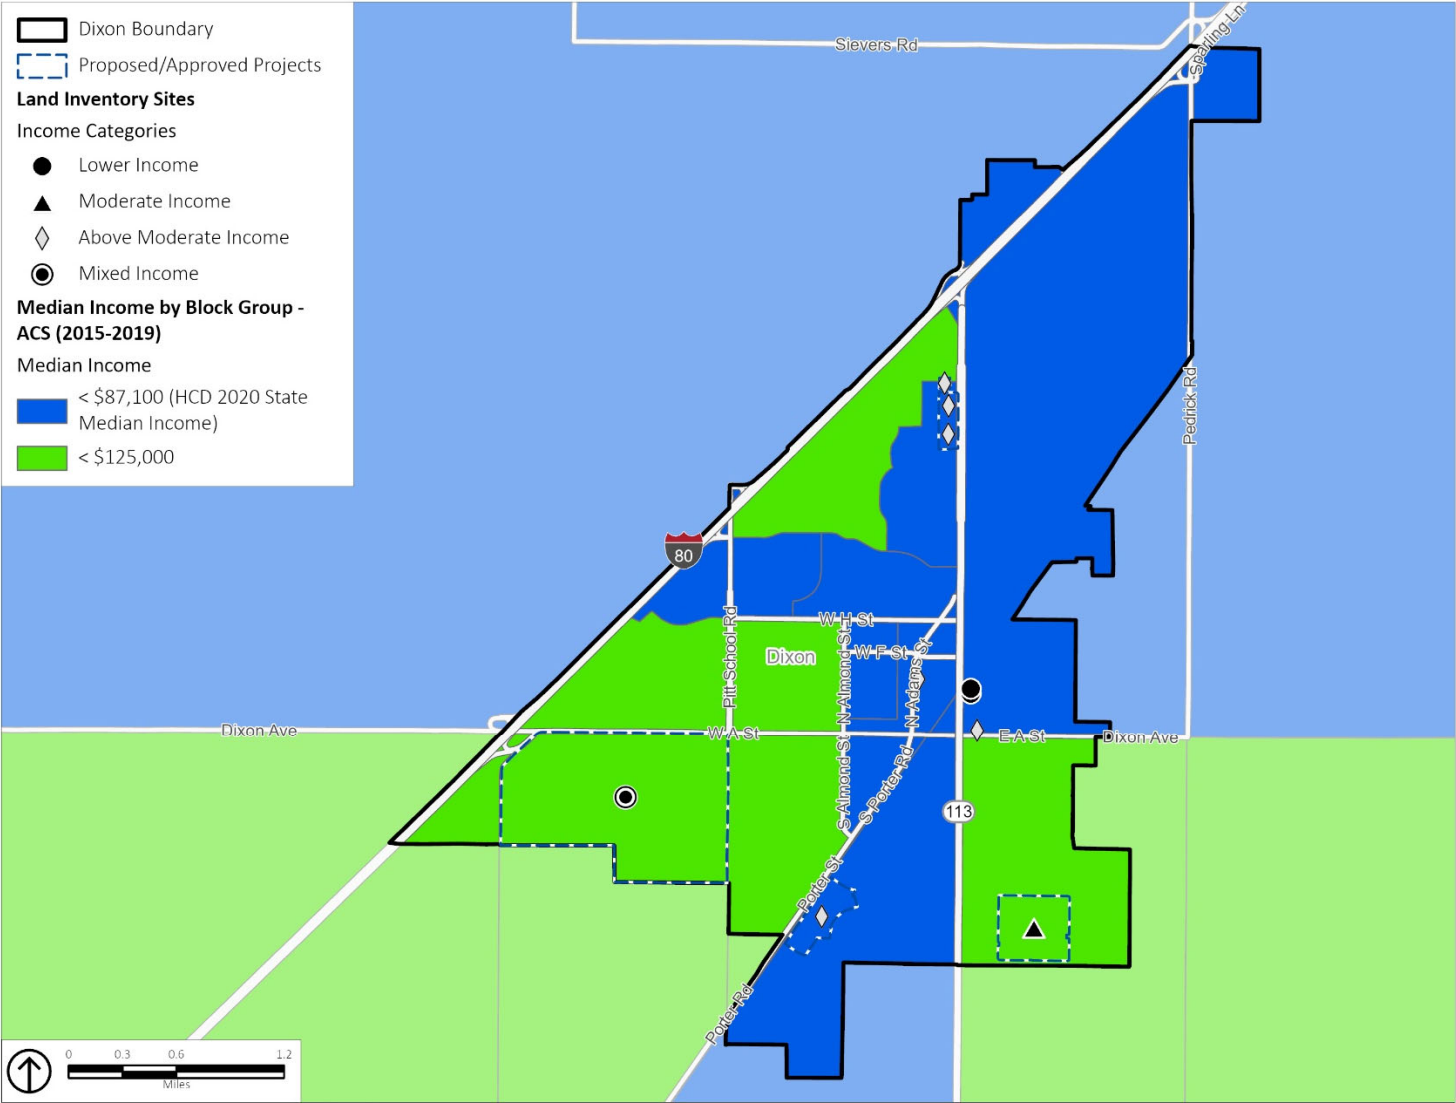 Dixon Boundary
Proposed/Approved Projects
Land Inventory Sites
Income Categories
Lower Income
Moderate Income
Above Moderate Income
Mixed Income
Median Income by Block Group -
ACS (2015-2019)
Median Income
< $87,100 (HCD 2020 State
Median Income)
< $125,000
Sievers Rd
Sparling Ln
Pedrick Rd
80
Pitt School Rd
W H St
Dixon
W F St
N Almond St
N Adams St
Dixon Ave
W A St
E A St
Dixon Ave
S Almond St
S Porter Rd
113
Porter St
Porter Rd
0 0.3 0.6 1.2
Miles